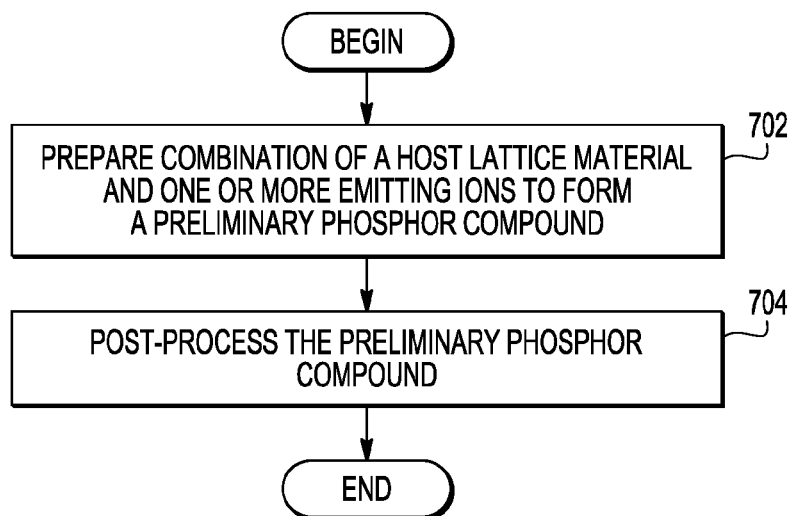 BEGIN
702
PREPARE COMBINATION OF A HOST LATTICE MATERIAL
AND ONE OR MORE EMITTING IONS TO FORM
A PRELIMINARY PHOSPHOR COMPOUND
704
POST-PROCESS THE PRELIMINARY PHOSPHOR
COMPOUND
END